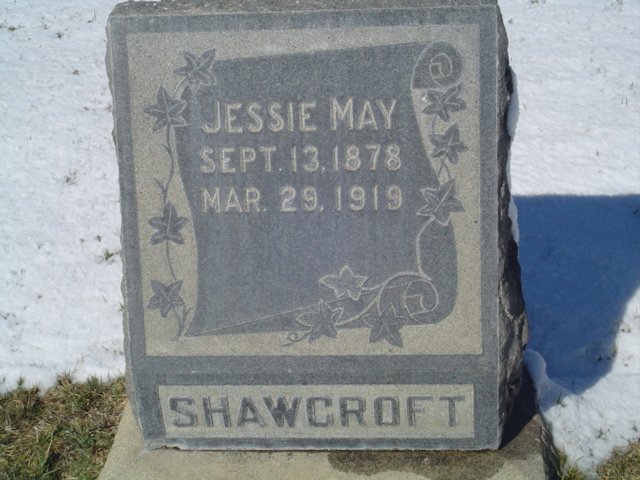 JESSIE MAY
SEPT. 13, 1878
MAR. 29, 1919
SHAWCROFT